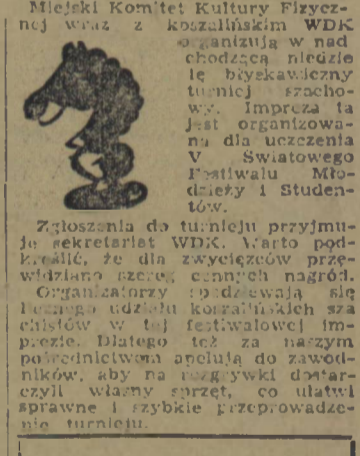 Miejski Komitet Kultury Fizycz-
nej wraz z koszalińskim WDK
organizują w nad
chodzącą niedzie
lę błyskawiczny
turniej szacho-
wy. Impreza ta
jest organizowa-
na dla uczczenia
V Światowego
Festiwalu Mło-
dzieży i Studen-
tów.
Zgłoszenia do turnieju przyjmu-
je sekretariat WDK. Warto pod-
kreślić, że dla zwycięzców prze-
widziano szereg cennych nagród.
Organizatorzy spodziewają się
licznego udziału koszalińskich sza
chistów w tej festiwalowej im-
prezie. Dlatego też za naszym
pośrednictwem apelują do zawod-
ników, aby na rozgrywki dostar-
czyli własny sprzęt, co ułatwi
sprawne i szybkie przeprowadze-
nie turnieju.